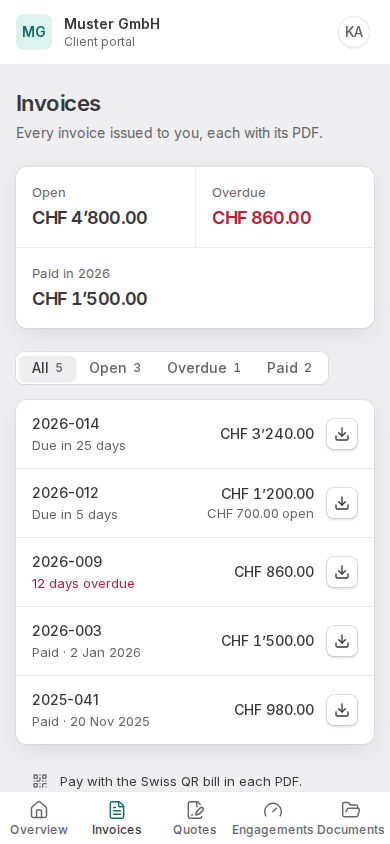 MG
Muster GmbH
Client portal
KA
Invoices
Every invoice issued to you, each with its PDF.
Open
CHF 4’800.00
Overdue
CHF 860.00
Paid in 2026
CHF 1’500.00
All 5 Open 3 Overdue 1 Paid 2
2026-014
Due in 25 days
CHF 3’240.00
2026-012
Due in 5 days
CHF 1’200.00
CHF 700.00 open
2026-009
12 days overdue
CHF 860.00
2026-003
Paid · 2 Jan 2026
CHF 1’500.00
2025-041
Paid · 20 Nov 2025
CHF 980.00
Pay with the Swiss QR bill in each PDF.
Overview Invoices Quotes Engagements Documents